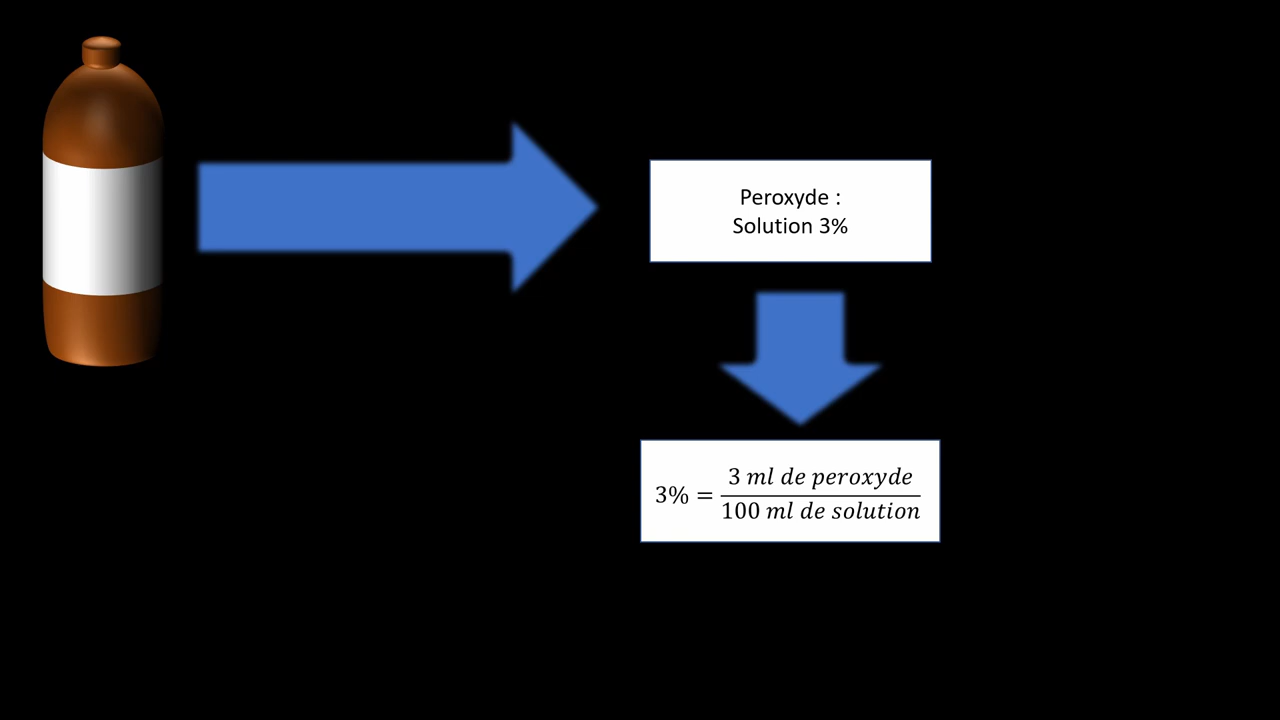 Peroxyde :
Solution 3%
3% = 3 ml de peroxyde
100 ml de solution